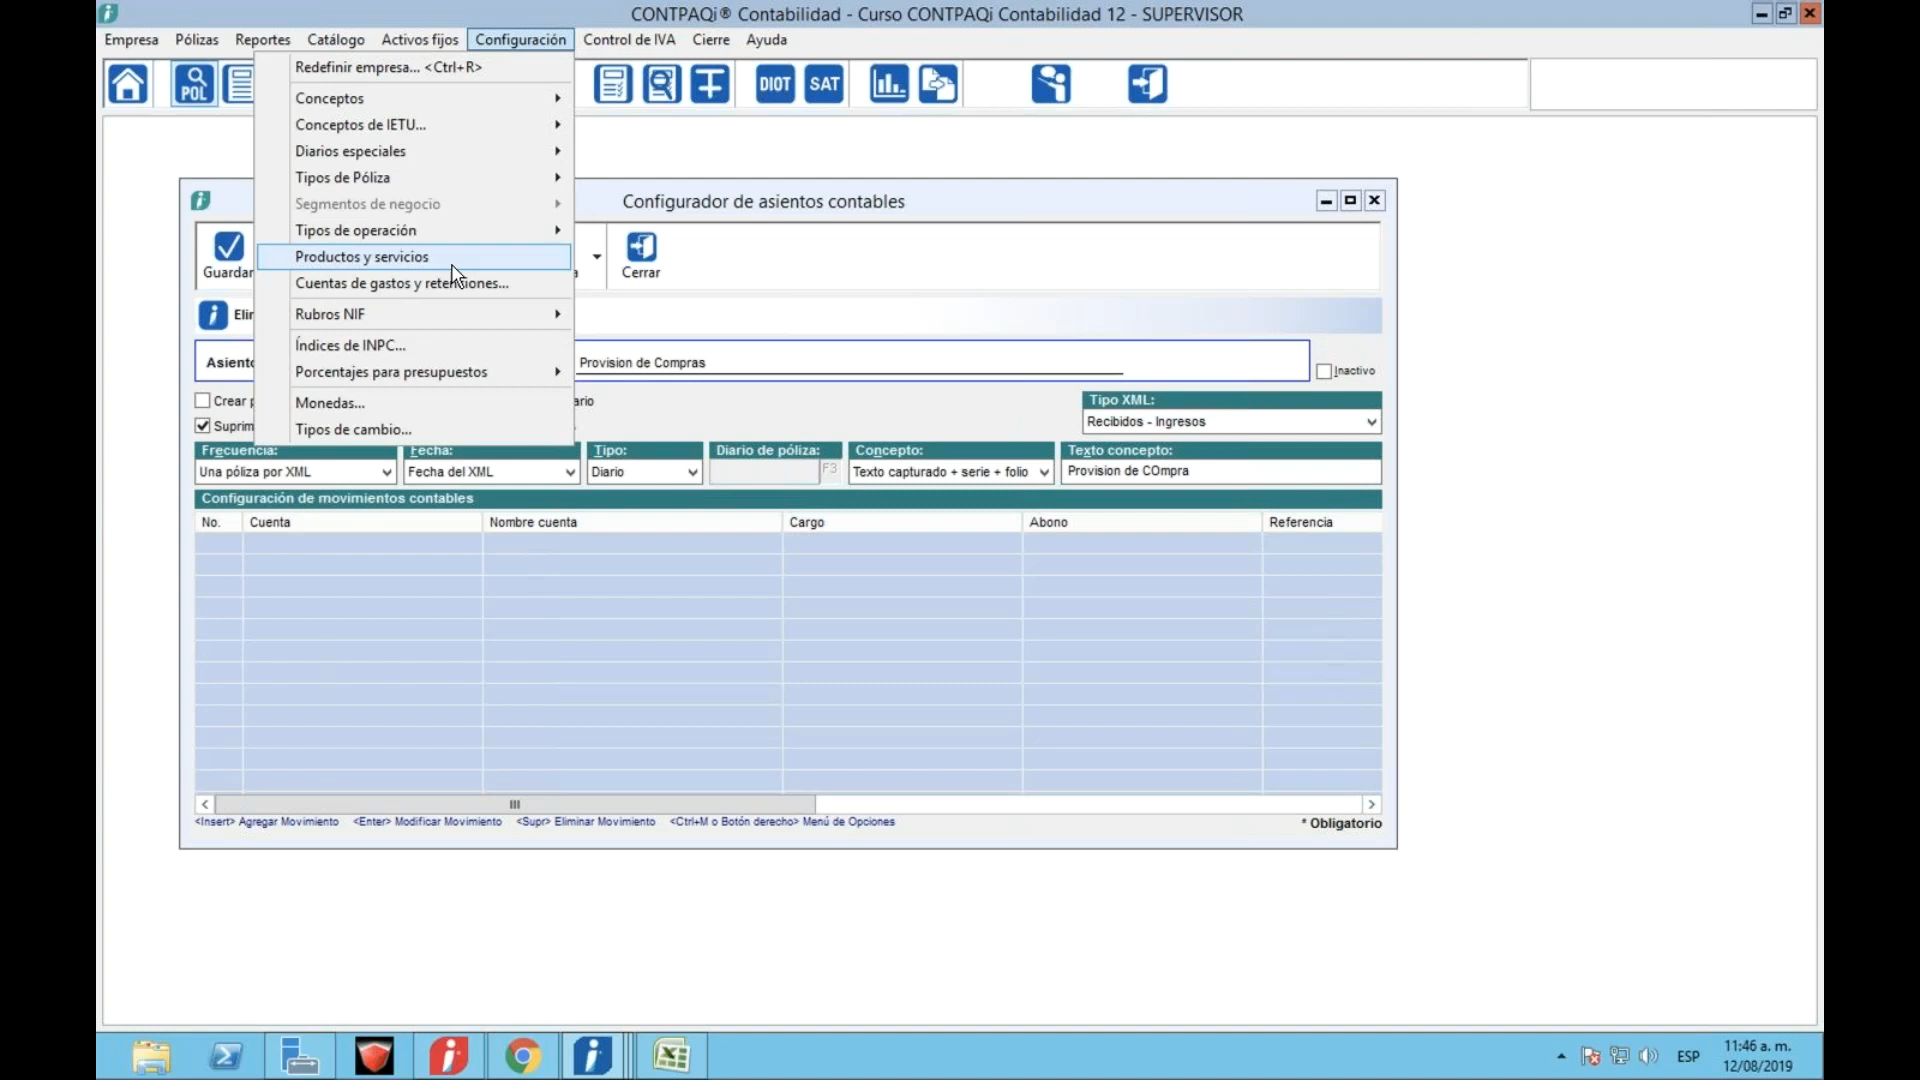 CONTPAQi® Contabilidad - Curso CONTPAQi Contabilidad 12 - SUPERVISOR
Empresa Pólizas Reportes Catálogo Activos fijos Configuración Control de IVA Cierre Ayuda
POL DIOT SAT
Redefinir empresa... <Ctrl+R>
Conceptos
Conceptos de IETU...
Diarios especiales
Tipos de Póliza
Segmentos de negocio
Tipos de operación
Productos y servicios
Cuentas de gastos y retenciones...
Rubros NIF
Índices de INPC...
Porcentajes para presupuestos
Monedas...
Tipos de cambio...
Configurador de asientos contables
Guardar Cerrar
Asiento Provision de Compras Inactivo
Crear
Tipo XML:
Recibidos - Ingresos
Frecuencia: Fecha: Tipo: Diario de póliza: Concepto: Texto concepto:
Una póliza por XML Fecha del XML Diario F3 Texto capturado + serie + folio Provision de COmpra
Configuración de movimientos contables
No. Cuenta Nombre cuenta Cargo Abono Referencia
<Insert> Agregar Movimiento <Enter> Modificar Movimiento <Supr> Eliminar Movimiento <Ctrl+M o Botón derecho> Menú de Opciones * Obligatorio
ESP 11:46 a. m.
12/08/2019